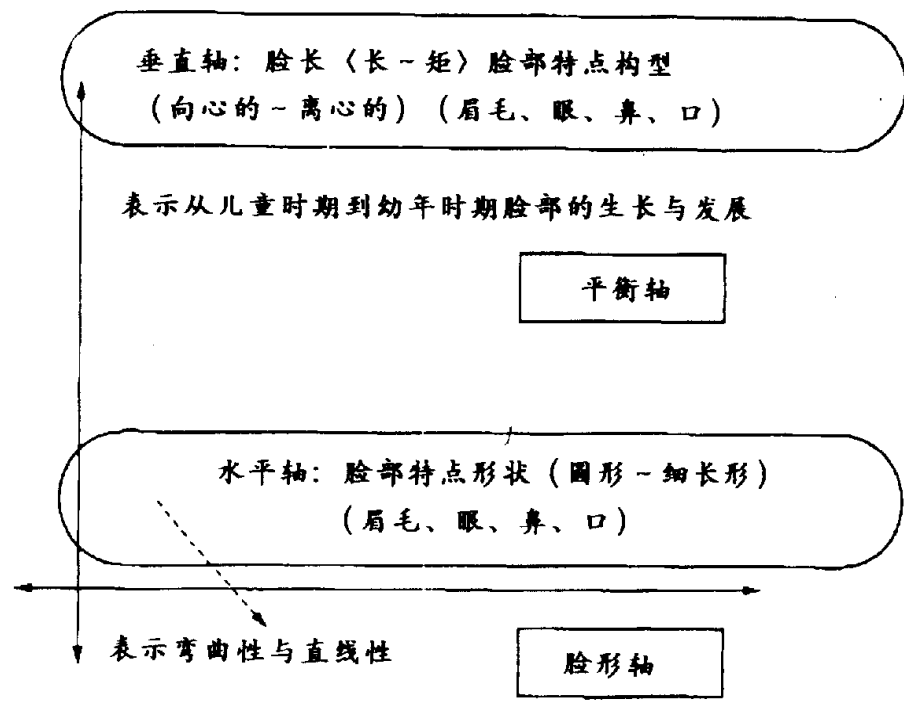 垂直轴：脸长〈长～矩〉脸部特点构型
（向心的～离心的）（眉毛、眼、鼻、口）
表示从儿童时期到幼年时期脸部的生长与发展
平衡轴
水平轴：脸部特点形状（圆形～细长形）
（眉毛、眼、鼻、口）
表示弯曲性与直线性
脸形轴